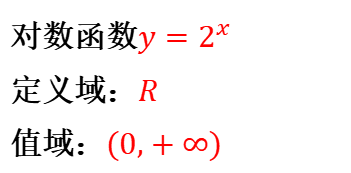 对数函数y = 2^x
定义域：R
值域：(0, + ∞)